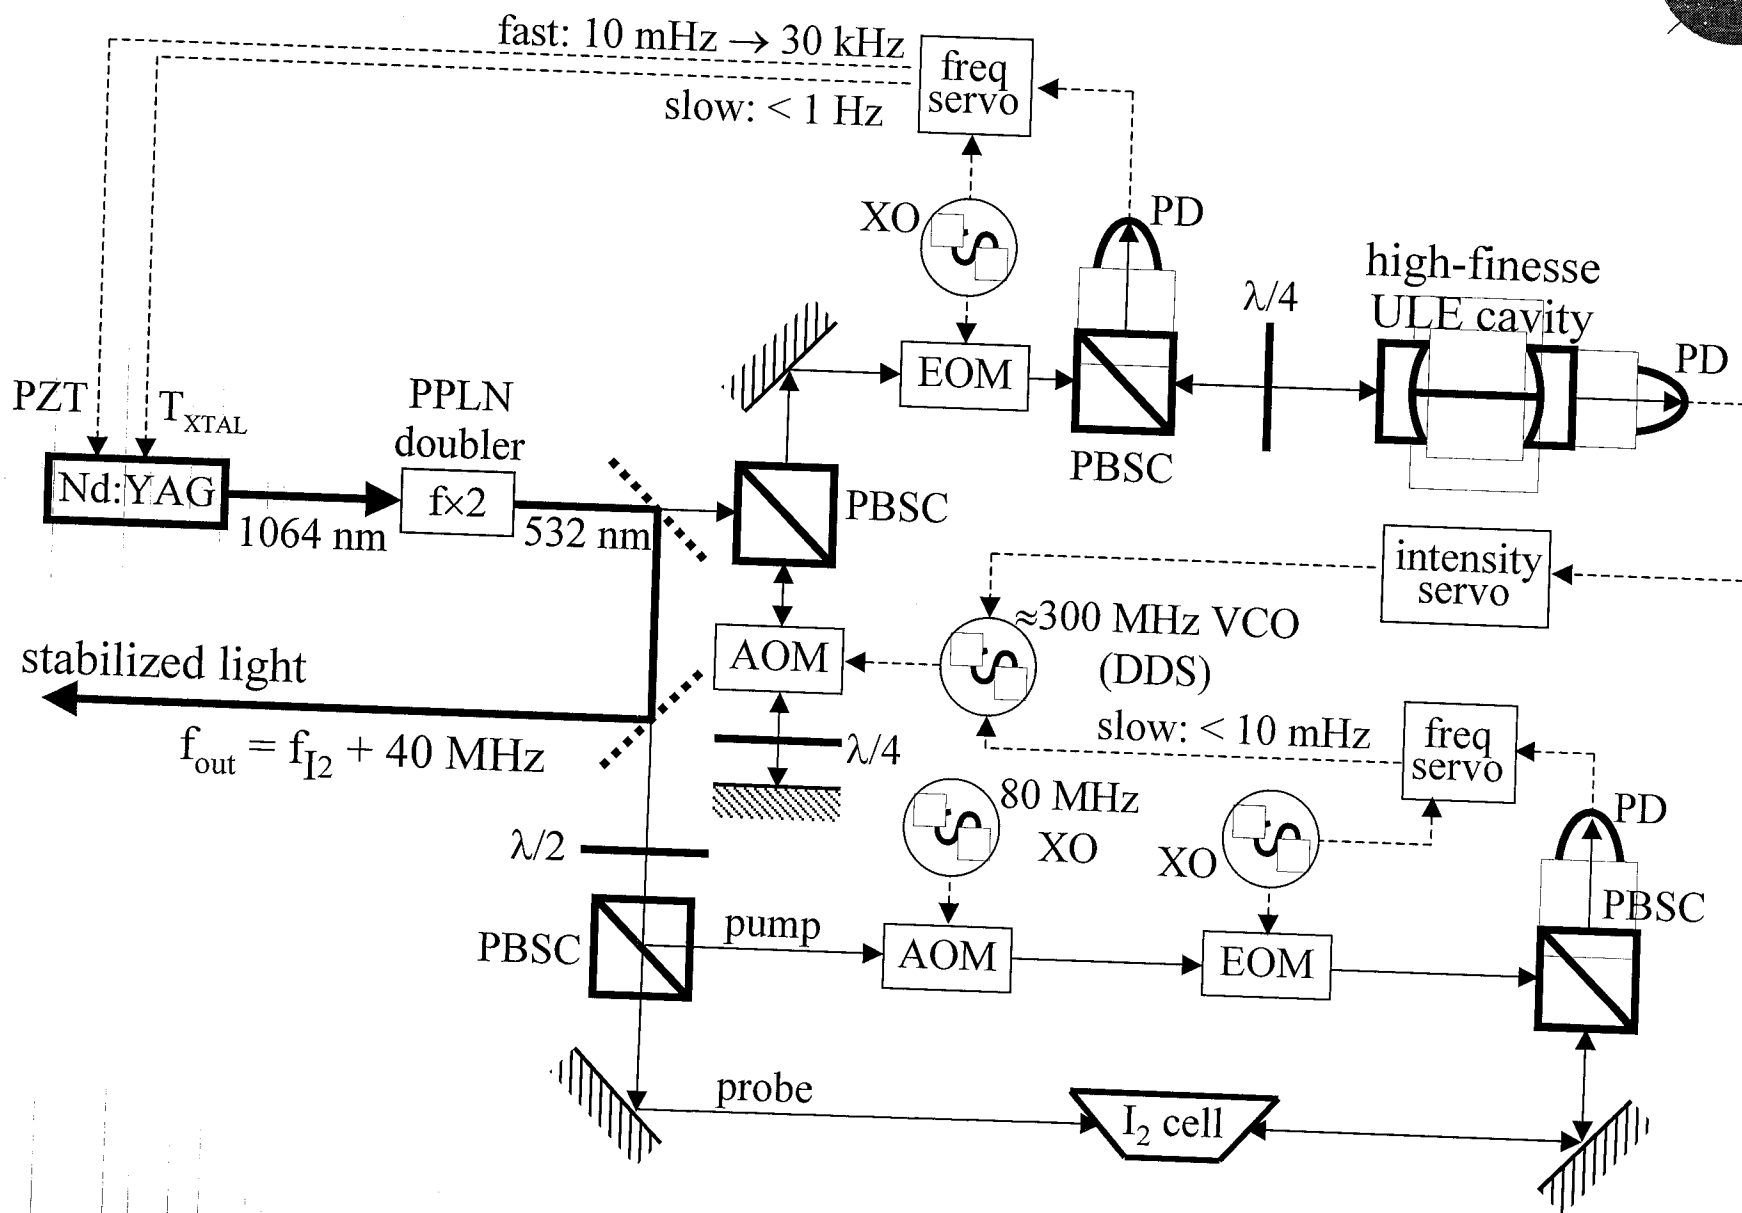 fast: 10 mHz → 30 kHz
slow: < 1 Hz
freq
servo
XO
PD
high-finesse
ULE cavity
λ/4
PD
EOM
PBSC
PZT
T_XTAL
PPLN
doubler
Nd:YAG
f×2
1064 nm
532 nm
PBSC
intensity
servo
≈300 MHz VCO
(DDS)
AOM
stabilized light
f_out = f_I2 + 40 MHz
slow: < 10 mHz
freq
servo
λ/4
80 MHz
XO
XO
PD
λ/2
PBSC
PBSC
pump
AOM
EOM
probe
I₂ cell